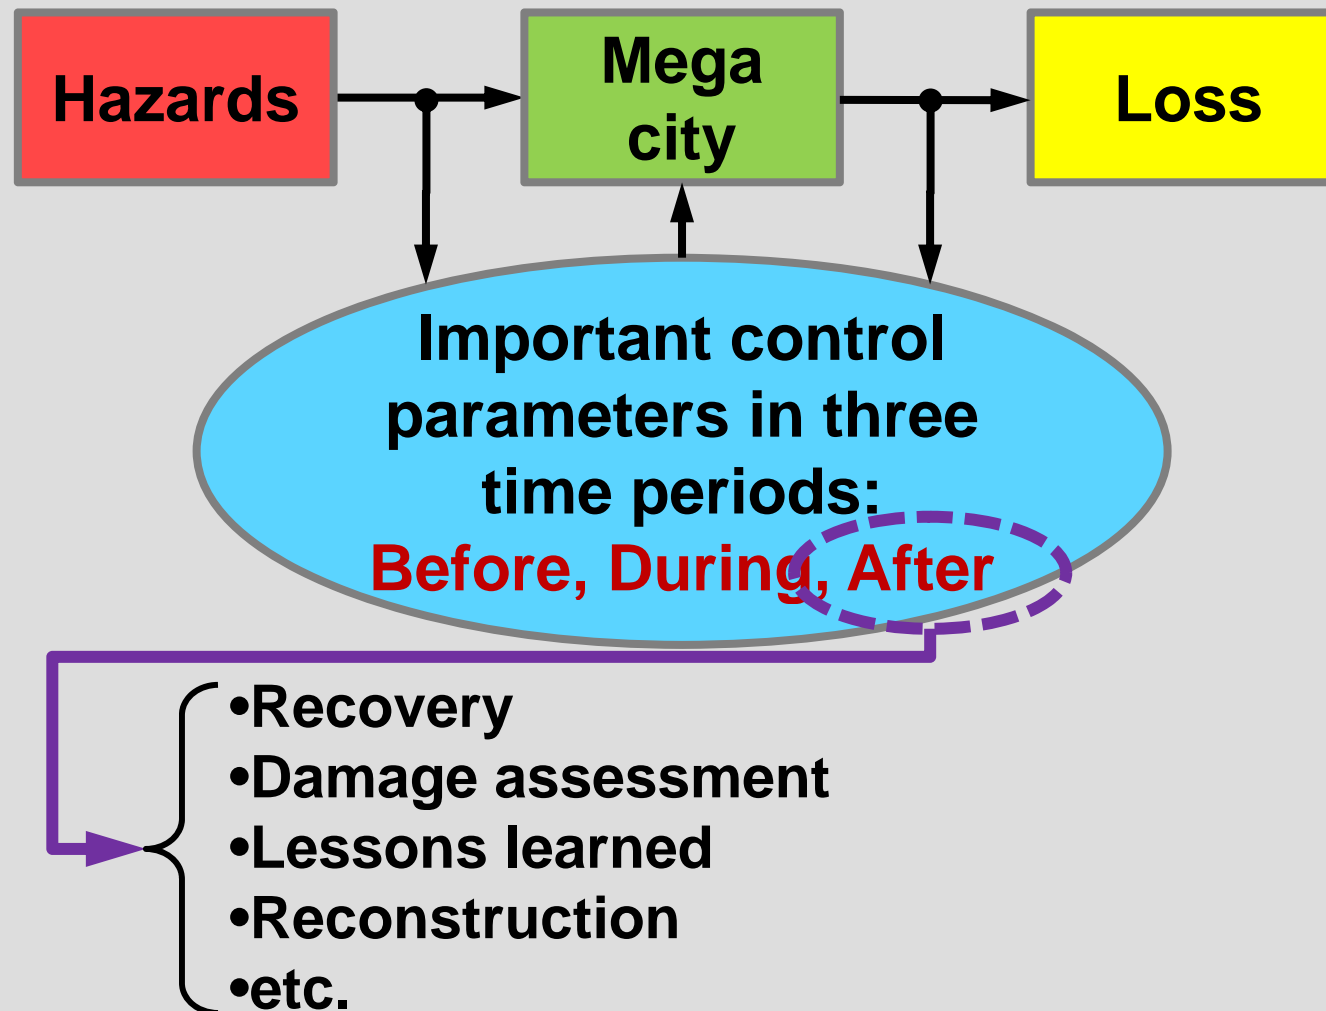 Hazards
Mega
city
Loss
Important control
parameters in three
time periods:
Before, During, After
•Recovery
•Damage assessment
•Lessons learned
•Reconstruction
•etc.